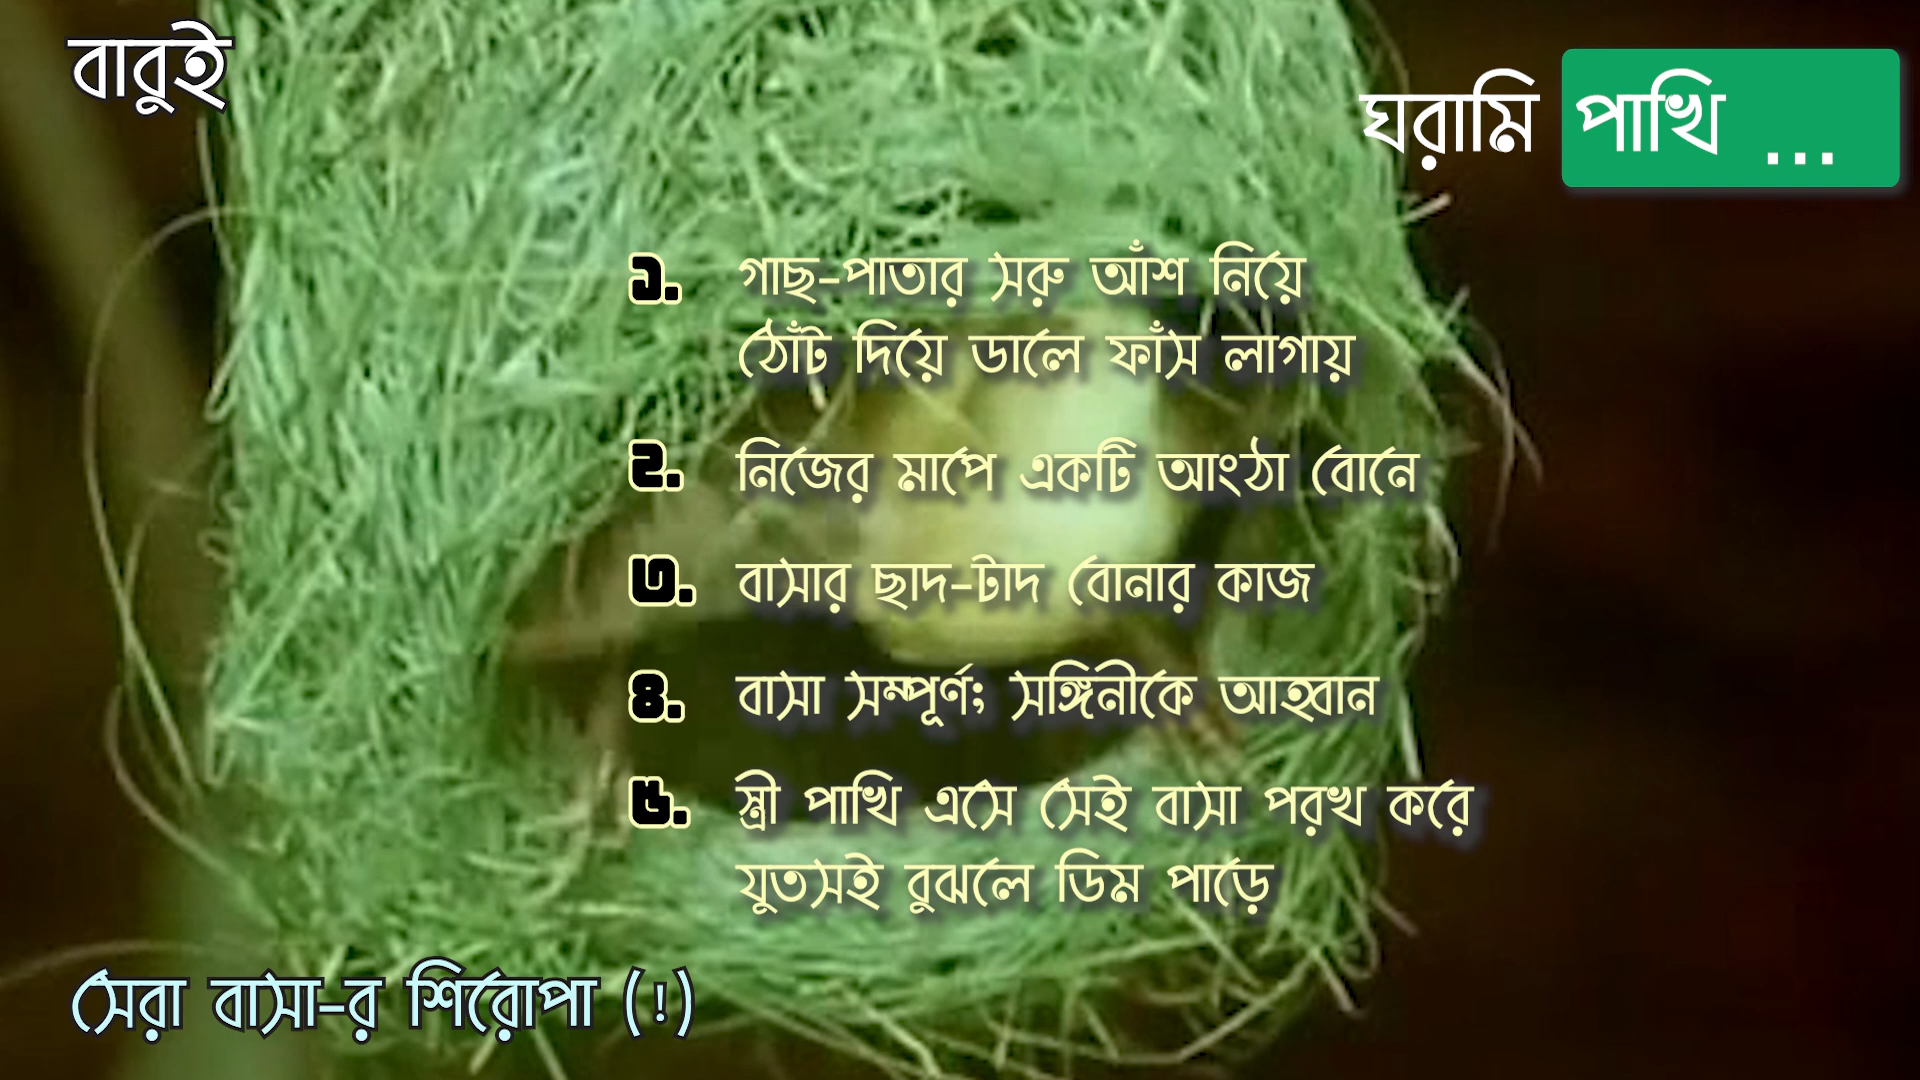 বাবুই
ঘরামি পাখি ...
১. গাছ-পাতার সরু আঁশ নিয়ে
ঠোঁট দিয়ে ডালে ফাঁস লাগায়
২. নিজের মাপে একটি আংঠা বোনে
৩. বাসার ছাদ-টাদ বোনার কাজ
৪. বাসা সম্পূর্ণ; সঙ্গিনীকে আহ্বান
৫. স্ত্রী পাখি এসে সেই বাসা পরখ করে
যুতসই বুঝলে ডিম পাড়ে
সেরা বাসা-র শিরোপা (!)